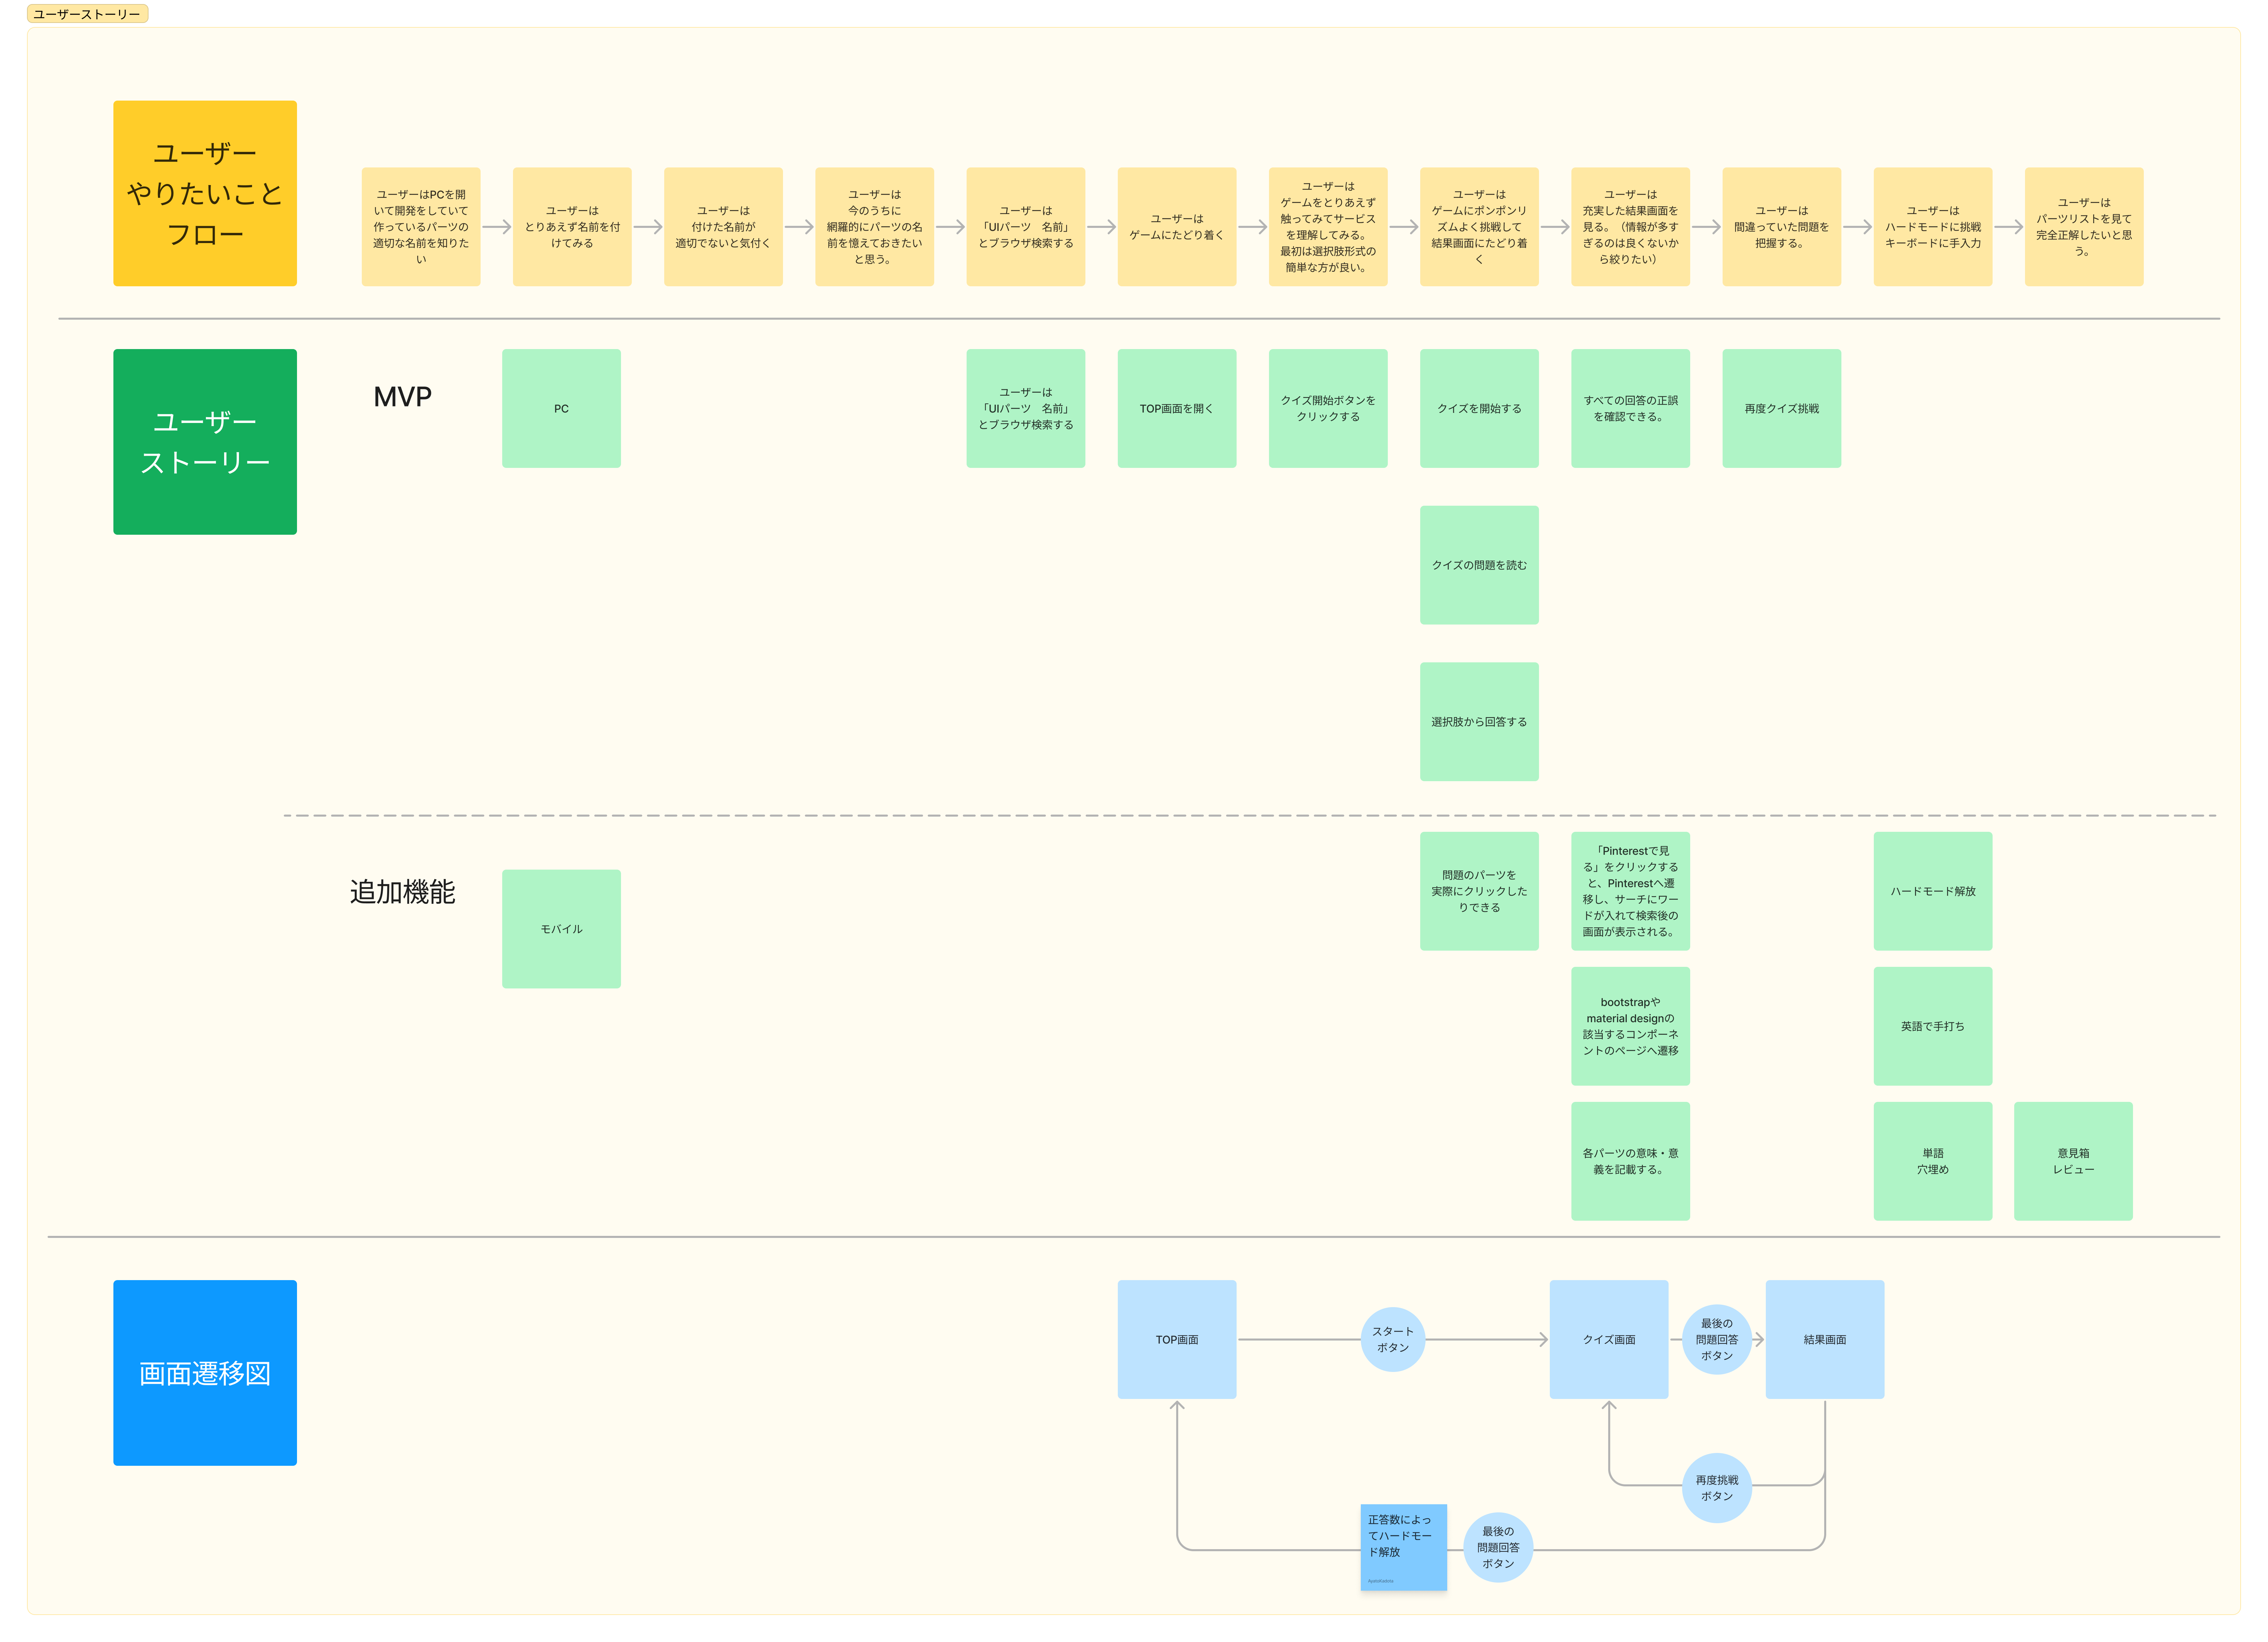 ユーザーストーリー
ユーザー
やりたいこと
フロー
ユーザーはPCを開
いて開発をしていて
作っているパーツの
適切な名前を知りた
い
ユーザーは
とりあえず名前を付
けてみる
ユーザーは
付けた名前が
適切でないと気付く
ユーザーは
今のうちに
網羅的にパーツの名
前を憶えておきたい
と思う。
ユーザーは
「UIパーツ　名前」
とブラウザ検索する
ユーザーは
ゲームにたどり着く
ユーザーは
ゲームをとりあえず
触ってみてサービス
を理解してみる。
最初は選択肢形式の
簡単な方が良い。
ユーザーは
ゲームにポンポンリ
ズムよく挑戦して
結果画面にたどり着
く
ユーザーは
充実した結果画面を
見る。（情報が多す
ぎるのは良くないか
ら絞りたい）
ユーザーは
間違っていた問題を
把握する。
ユーザーは
ハードモードに挑戦
キーボードに手入力
ユーザーは
パーツリストを見て
完全正解したいと思
う。
ユーザー
ストーリー
MVP
PC
ユーザーは
「UIパーツ　名前」
とブラウザ検索する
TOP画面を開く
クイズ開始ボタンを
クリックする
クイズを開始する
すべての回答の正誤
を確認できる。
再度クイズ挑戦
クイズの問題を読む
選択肢から回答する
追加機能
モバイル
問題のパーツを
実際にクリックした
りできる
「Pinterestで見
る」をクリックする
と、Pinterestへ遷
移し、サーチにワー
ドが入れて検索後の
画面が表示される。
ハードモード解放
bootstrapや
material designの
該当するコンポーネ
ントのページへ遷移
英語で手打ち
各パーツの意味・意
義を記載する。
単語
穴埋め
意見箱
レビュー
画面遷移図
TOP画面
スタート
ボタン
クイズ画面
最後の
問題回答
ボタン
結果画面
再度挑戦
ボタン
正答数によっ
てハードモー
ド解放
最後の
問題回答
ボタン